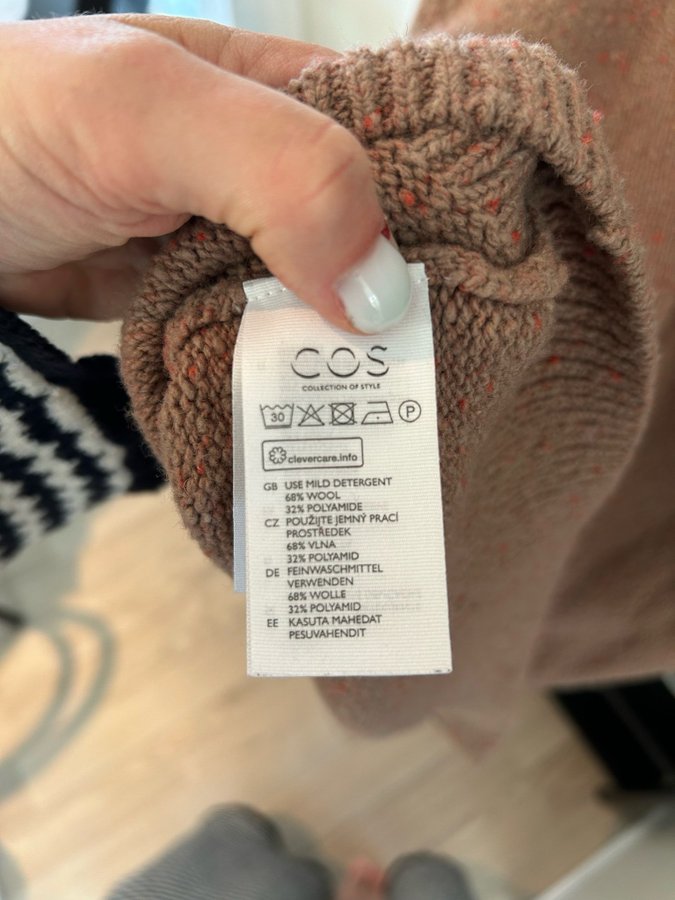 COS
COLLECTION OF STYLE
30 P
clevercare.info
GB USE MILD DETERGENT
68% WOOL
32% POLYAMIDE
CZ POUŽIJTE JEMNÝ PRACÍ
PROSTŘEDEK
68% VLNA
32% POLYAMID
DE FEINWASCHMITTEL
VERWENDEN
68% WOLLE
32% POLYAMID
EE KASUTA MAHEDAT
PESUVAHENDIT